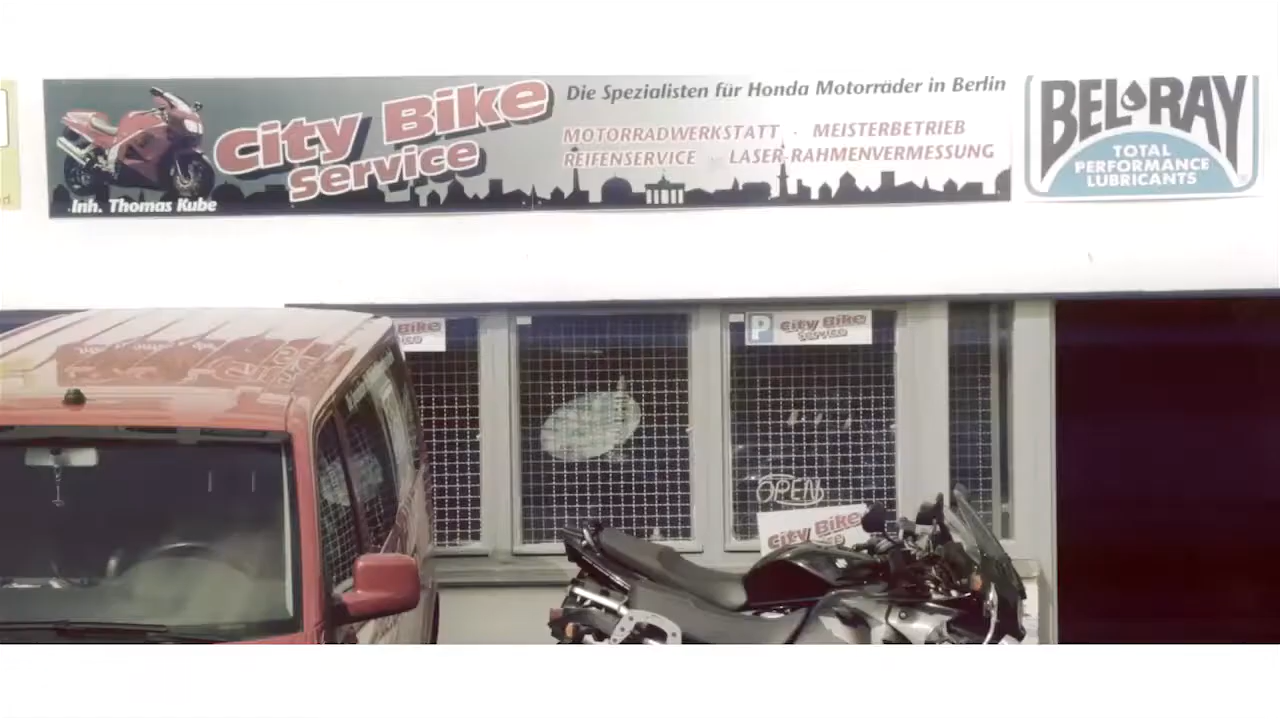 City Bike
Service
Inh. Thomas Kube
Die Spezialisten für Honda Motorräder in Berlin
MOTORRADWERKSTATT · MEISTERBETRIEB
REIFENSERVICE · LASER-RAHMENVERMESSUNG
BEL-RAY
TOTAL
PERFORMANCE
LUBRICANTS
Bike
P City Bike
Service
OPEN
City Bike